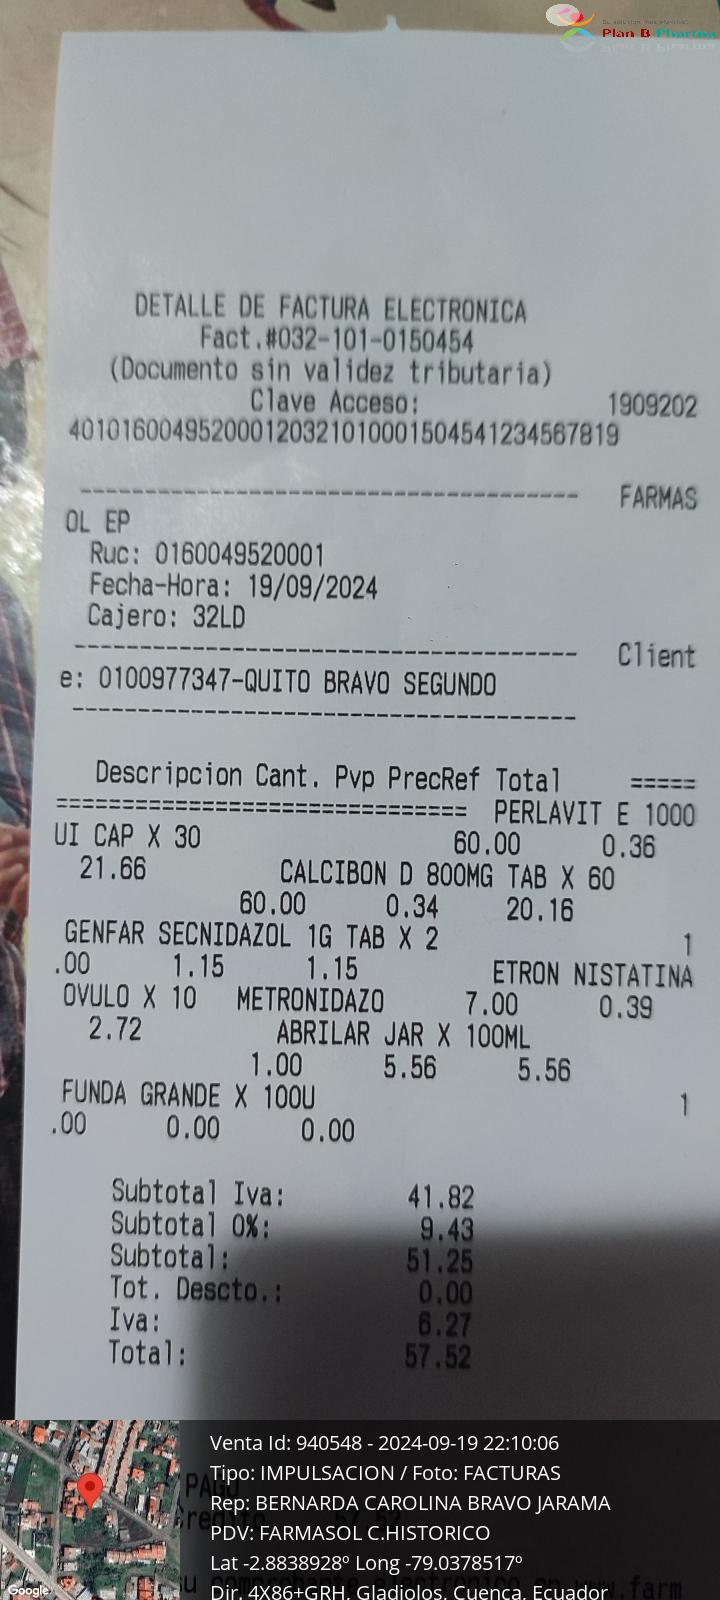 Plan B Pharma
DETALLE DE FACTURA ELECTRONICA
Fact.#032-101-0150454
(Documento sin validez tributaria)
Clave Acceso: 1909202
401016004952000120321010001504541234567819
--------------------------------------- FARMAS
OL EP
Ruc: 0160049520001
Fecha-Hora: 19/09/2024
Cajero: 32LD
--------------------------------------- Client
e: 0100977347-QUITO BRAVO SEGUNDO
---------------------------------------
Descripcion Cant. Pvp PrecRef Total =====
=============================== PERLAVIT E 1000
UI CAP X 30 60.00 0.36
21.66 CALCIBON D 800MG TAB X 60
60.00 0.34 20.16
GENFAR SECNIDAZOL 1G TAB X 2 1
.00 1.15 1.15 ETRON NISTATINA
OVULO X 10 METRONIDAZO 7.00 0.39
2.72 ABRILAR JAR X 100ML
1.00 5.56 5.56
FUNDA GRANDE X 100U 1
.00 0.00 0.00
Subtotal Iva: 41.82
Subtotal 0%: 9.43
Subtotal: 51.25
Tot. Descto.: 0.00
Iva: 6.27
Total: 57.52
Venta Id: 940548 - 2024-09-19 22:10:06
Tipo: IMPULSACION / Foto: FACTURAS
Rep: BERNARDA CAROLINA BRAVO JARAMA
PDV: FARMASOL C.HISTORICO
Lat -2.8838928º Long -79.0378517º
Dir. 4X86+GRH, Gladiolos, Cuenca, Ecuador
Google